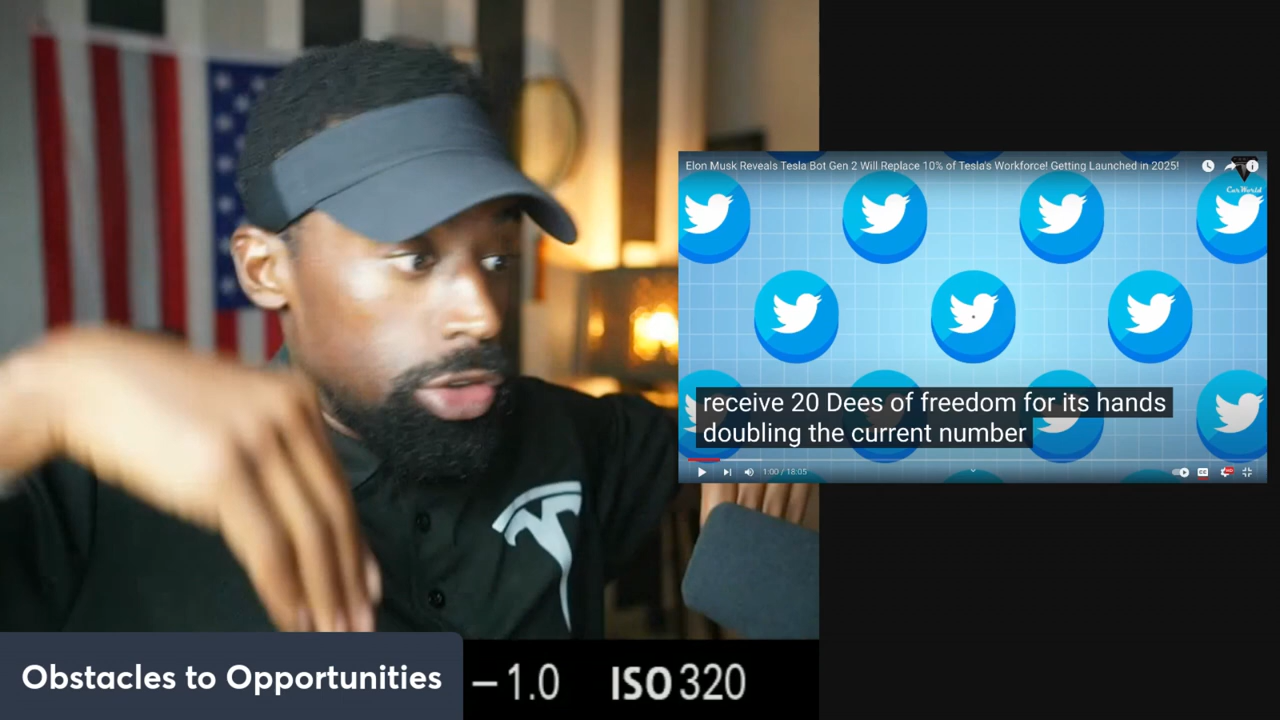 Elon Musk Reveals Tesla Bot Gen 2 Will Replace 10% of Tesla's Workforce! Getting Launched in 2025!
Car World
receive 20 Dees of freedom for its hands
doubling the current number
1:00 / 18:05
Obstacles to Opportunities
– 1.0 ISO 320